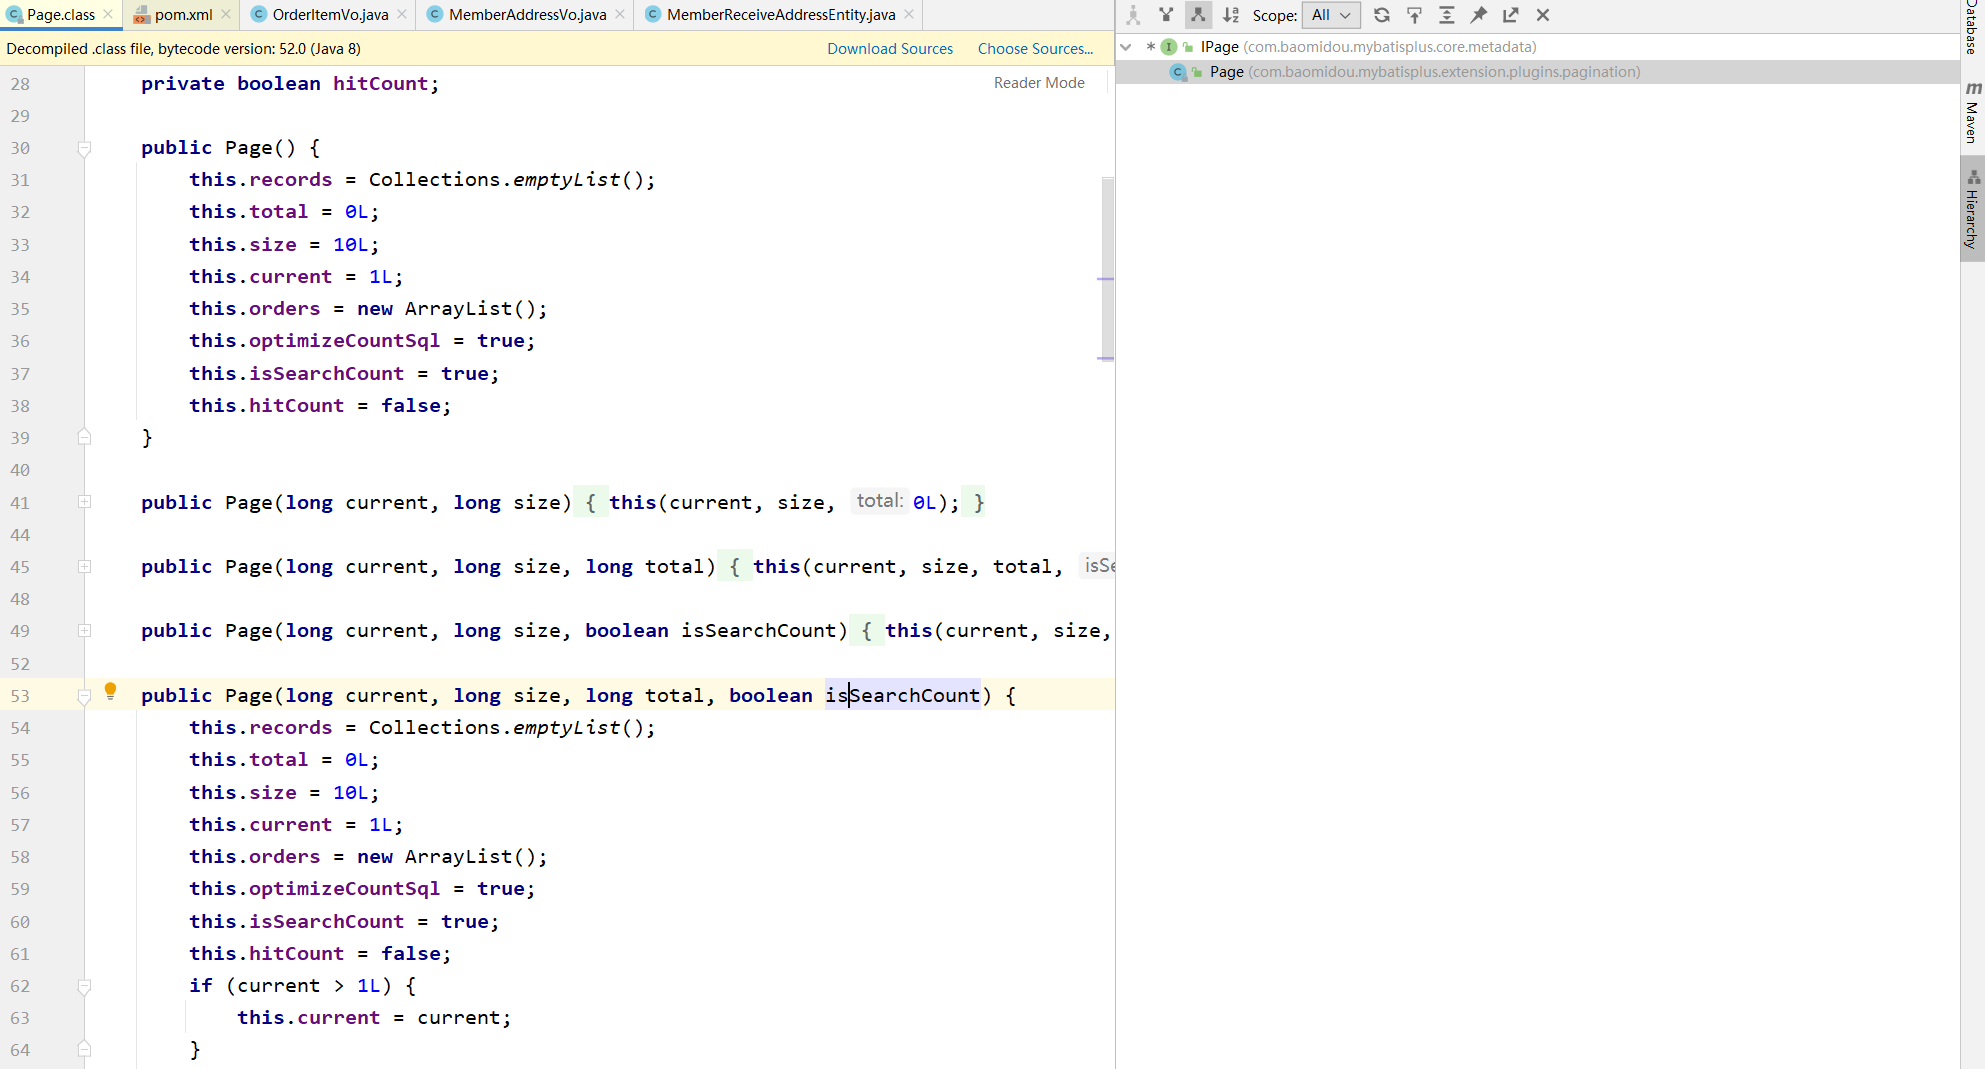 Page.class pom.xml OrderItemVo.java MemberAddressVo.java MemberReceiveAddressEntity.java
Decompiled .class file, bytecode version: 52.0 (Java 8) Download Sources Choose Sources...
28 private boolean hitCount; Reader Mode
29
30 public Page() {
31 this.records = Collections.emptyList();
32 this.total = 0L;
33 this.size = 10L;
34 this.current = 1L;
35 this.orders = new ArrayList();
36 this.optimizeCountSql = true;
37 this.isSearchCount = true;
38 this.hitCount = false;
39 }
40
41 public Page(long current, long size) { this(current, size, total: 0L); }
44
45 public Page(long current, long size, long total) { this(current, size, total, isSe
48
49 public Page(long current, long size, boolean isSearchCount) { this(current, size,
52
53 public Page(long current, long size, long total, boolean isSearchCount) {
54 this.records = Collections.emptyList();
55 this.total = 0L;
56 this.size = 10L;
57 this.current = 1L;
58 this.orders = new ArrayList();
59 this.optimizeCountSql = true;
60 this.isSearchCount = true;
61 this.hitCount = false;
62 if (current > 1L) {
63 this.current = current;
64 }
Scope: All
* IPage (com.baomidou.mybatisplus.core.metadata)
Page (com.baomidou.mybatisplus.extension.plugins.pagination)
Database
Maven
Hierarchy